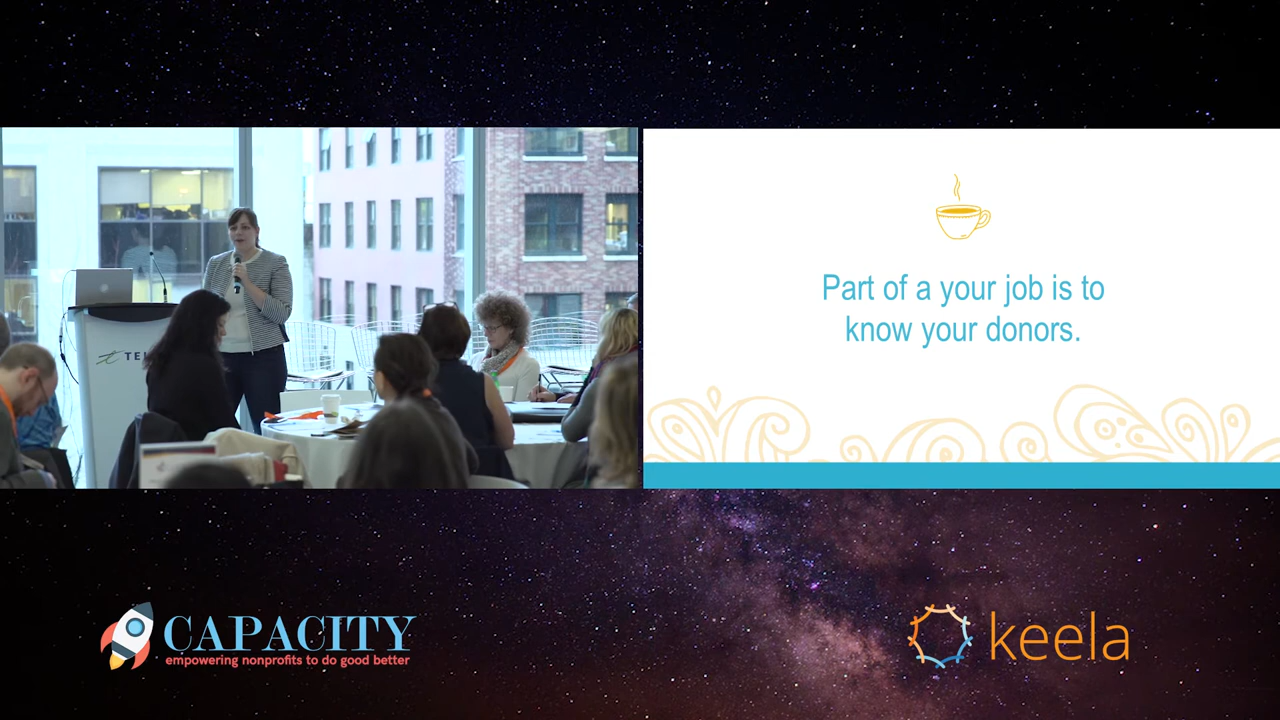 Part of a your job is to
know your donors.
CAPACITY
empowering nonprofits to do good better
keela